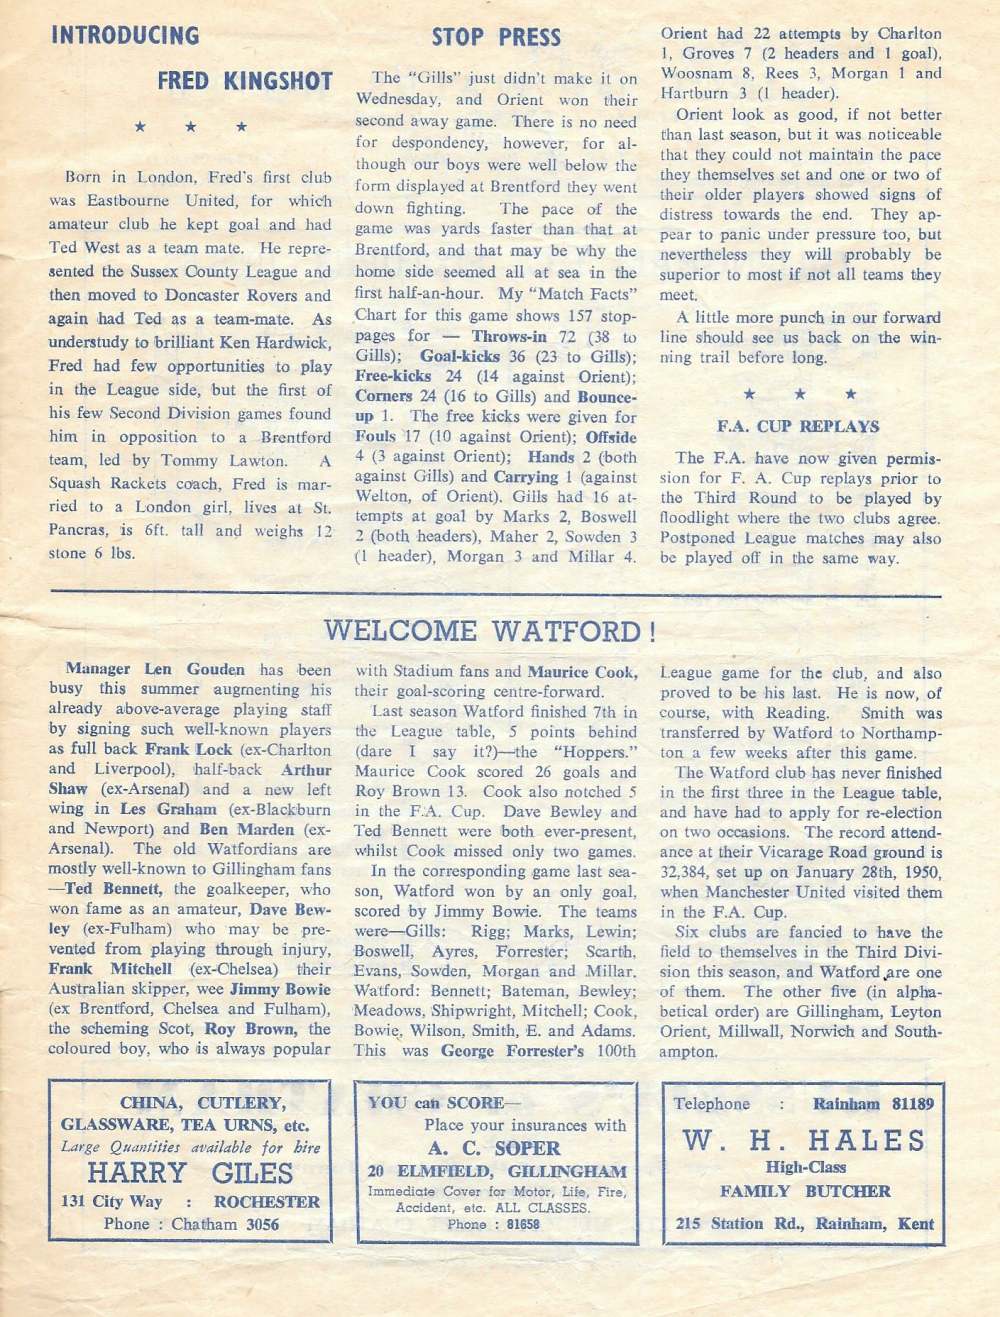 INTRODUCING
FRED KINGSHOT
★ ★ ★
Born in London, Fred's first club
was Eastbourne United, for which
amateur club he kept goal and had
Ted West as a team mate. He repre-
sented the Sussex County League and
then moved to Doncaster Rovers and
again had Ted as a team-mate. As
understudy to brilliant Ken Hardwick,
Fred had few opportunities to play
in the League side, but the first of
his few Second Division games found
him in opposition to a Brentford
team, led by Tommy Lawton. A
Squash Rackets coach, Fred is mar-
ried to a London girl, lives at St.
Pancras, is 6ft. tall and weighs 12
stone 6 lbs.
STOP PRESS
The "Gills" just didn't make it on
Wednesday, and Orient won their
second away game. There is no need
for despondency, however, for al-
though our boys were well below the
form displayed at Brentford they went
down fighting. The pace of the
game was yards faster than that at
Brentford, and that may be why the
home side seemed all at sea in the
first half-an-hour. My "Match Facts"
Chart for this game shows 157 stop-
pages for — Throws-in 72 (38 to
Gills); Goal-kicks 36 (23 to Gills);
Free-kicks 24 (14 against Orient);
Corners 24 (16 to Gills) and Bounce-
up 1. The free kicks were given for
Fouls 17 (10 against Orient); Offside
4 (3 against Orient); Hands 2 (both
against Gills) and Carrying 1 (against
Welton, of Orient). Gills had 16 at-
tempts at goal by Marks 2, Boswell
2 (both headers), Maher 2, Sowden 3
(1 header), Morgan 3 and Millar 4.
Orient had 22 attempts by Charlton
1, Groves 7 (2 headers and 1 goal),
Woosnam 8, Rees 3, Morgan 1 and
Hartburn 3 (1 header).
Orient look as good, if not better
than last season, but it was noticeable
that they could not maintain the pace
they themselves set and one or two of
their older players showed signs of
distress towards the end. They ap-
pear to panic under pressure too, but
nevertheless they will probably be
superior to most if not all teams they
meet.
A little more punch in our forward
line should see us back on the win-
ning trail before long.
★ ★ ★
F.A. CUP REPLAYS
The F.A. have now given permis-
sion for F. A. Cup replays prior to
the Third Round to be played by
floodlight where the two clubs agree.
Postponed League matches may also
be played off in the same way.
WELCOME WATFORD !
Manager Len Gouden has been
busy this summer augmenting his
already above-average playing staff
by signing such well-known players
as full back Frank Lock (ex-Charlton
and Liverpool), half-back Arthur
Shaw (ex-Arsenal) and a new left
wing in Les Graham (ex-Blackburn
and Newport) and Ben Marden (ex-
Arsenal). The old Watfordians are
mostly well-known to Gillingham fans
—Ted Bennett, the goalkeeper, who
won fame as an amateur, Dave Bew-
ley (ex-Fulham) who may be pre-
vented from playing through injury,
Frank Mitchell (ex-Chelsea) their
Australian skipper, wee Jimmy Bowie
(ex Brentford, Chelsea and Fulham),
the scheming Scot, Roy Brown, the
coloured boy, who is always popular
with Stadium fans and Maurice Cook,
their goal-scoring centre-forward.
Last season Watford finished 7th in
the League table, 5 points behind
(dare I say it?)—the "Hoppers."
Maurice Cook scored 26 goals and
Roy Brown 13. Cook also notched 5
in the F.A. Cup. Dave Bewley and
Ted Bennett were both ever-present,
whilst Cook missed only two games.
In the corresponding game last sea-
son, Watford won by an only goal,
scored by Jimmy Bowie. The teams
were—Gills: Rigg; Marks, Lewin;
Boswell, Ayres, Forrester; Scarth,
Evans, Sowden, Morgan and Millar.
Watford: Bennett; Bateman, Bewley;
Meadows, Shipwright, Mitchell; Cook,
Bowie, Wilson, Smith, E. and Adams.
This was George Forrester's 100th
League game for the club, and also
proved to be his last. He is now, of
course, with Reading. Smith was
transferred by Watford to Northamp-
ton a few weeks after this game.
The Watford club has never finished
in the first three in the League table,
and have had to apply for re-election
on two occasions. The record attend-
ance at their Vicarage Road ground is
32,384, set up on January 28th, 1950,
when Manchester United visited them
in the F.A. Cup.
Six clubs are fancied to have the
field to themselves in the Third Divi-
sion this season, and Watford are one
of them. The other five (in alpha-
betical order) are Gillingham, Leyton
Orient, Millwall, Norwich and South-
ampton.
CHINA, CUTLERY,
GLASSWARE, TEA URNS, etc.
Large Quantities available for hire
HARRY GILES
131 City Way : ROCHESTER
Phone : Chatham 3056
YOU can SCORE—
Place your insurances with
A. C. SOPER
20 ELMFIELD, GILLINGHAM
Immediate Cover for Motor, Life, Fire,
Accident, etc. ALL CLASSES.
Phone : 81658
Telephone : Rainham 81189
W. H. HALES
High-Class
FAMILY BUTCHER
215 Station Rd., Rainham, Kent